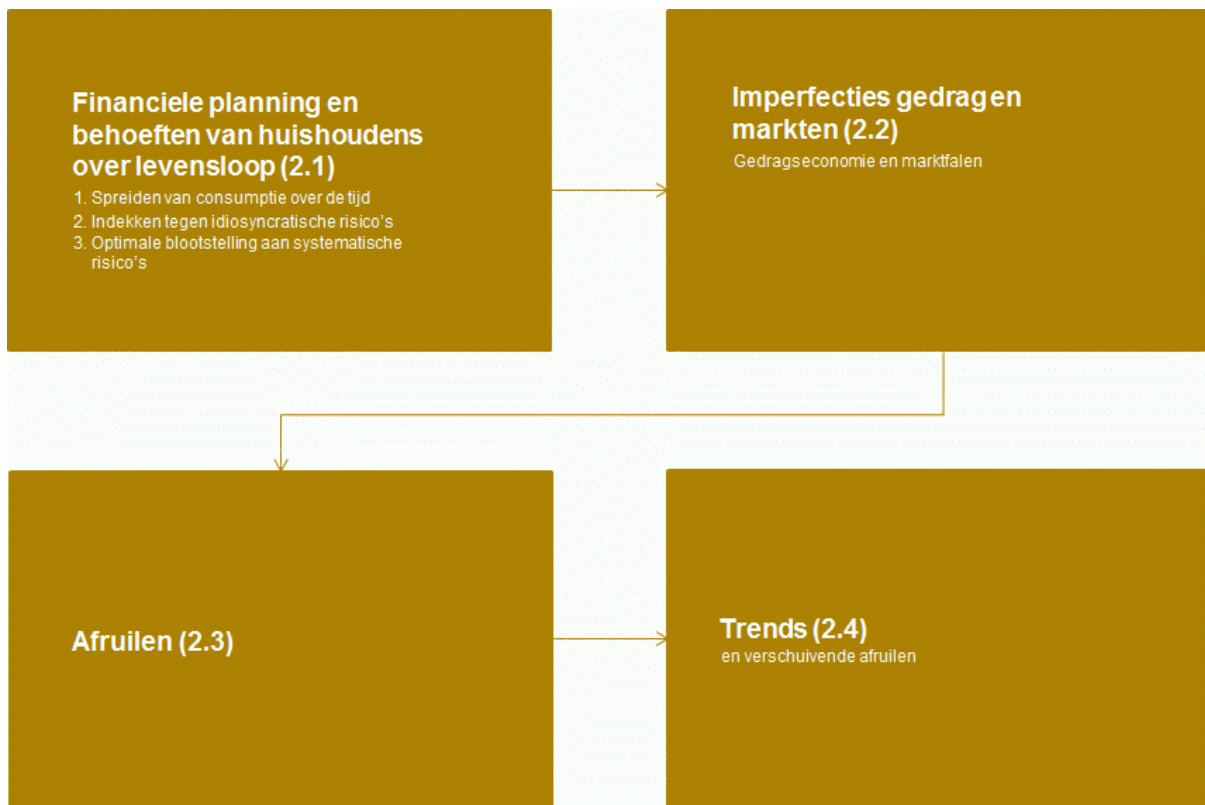 Financiele planning en
behoeften van huishoudens
over levensloop (2.1)
1. Spreiden van consumptie over de tijd
2. Indekken tegen idiosyncratische risico's
3. Optimale blootstelling aan systematische
risico's
Imperfecties gedrag en
markten (2.2)
Gedragseconomie en marktfalen
Afruilen (2.3)
Trends (2.4)
en verschuivende afruilen